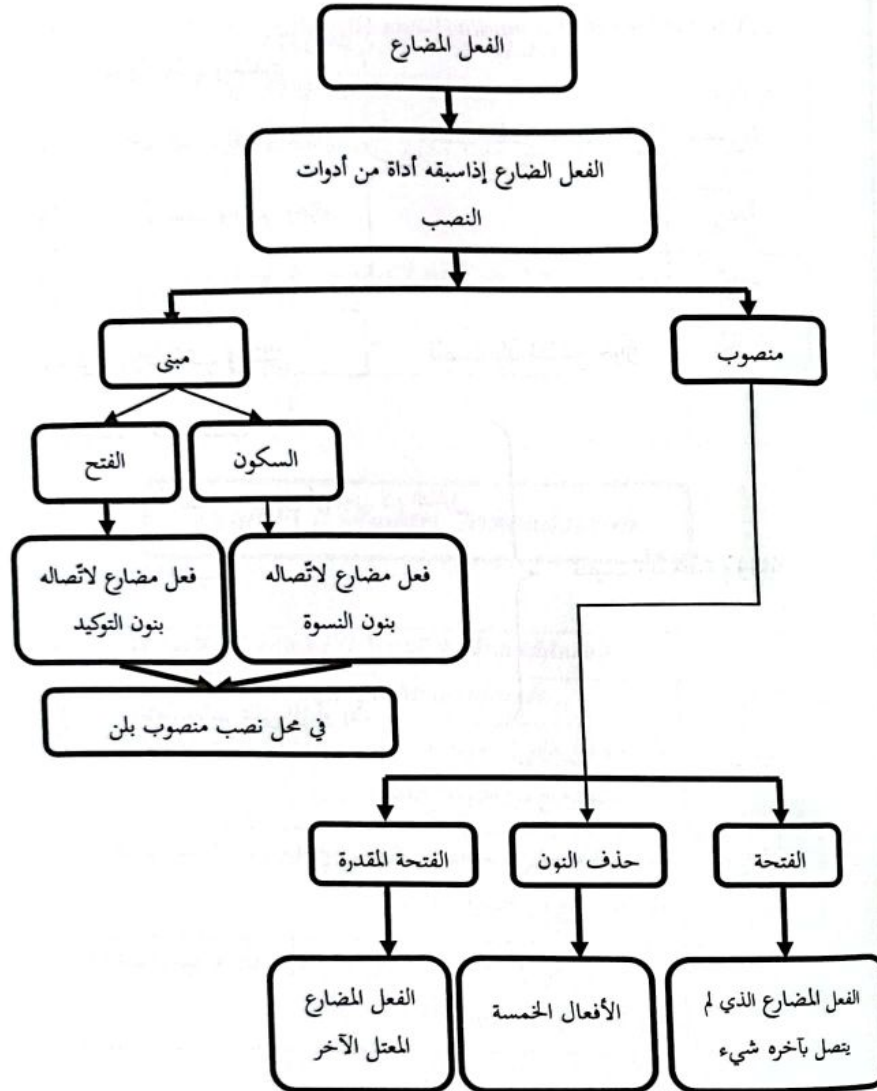 الفعل المضارع
الفعل الضارع إذاسبقه أداة من أدوات
النصب
منصوب
مبنى
السكون
الفتح
فعل مضارع لاتّصاله
بنون النسوة
فعل مضارع لاتّصاله
بنون التوكيد
في محل نصب منصوب بلن
الفتحة
حذف النون
الفتحة المقدرة
الفعل المضارع الذي لم
يتصل بآخره شيء
الأفعال الخمسة
الفعل المضارع
المعتل الآخر